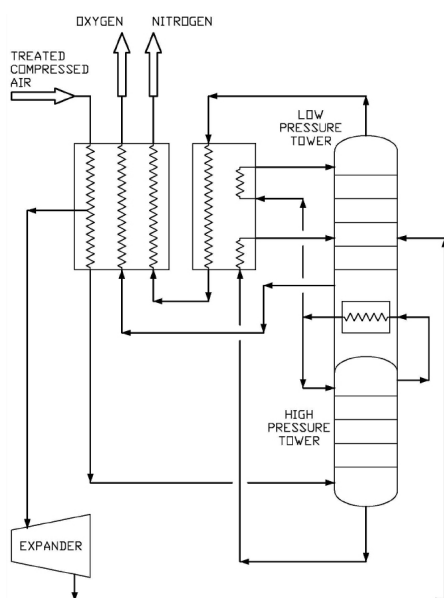 OXYGEN NITROGEN
TREATED
COMPRESSED
AIR
LOW
PRESSURE
TOWER
HIGH
PRESSURE
TOWER
EXPANDER